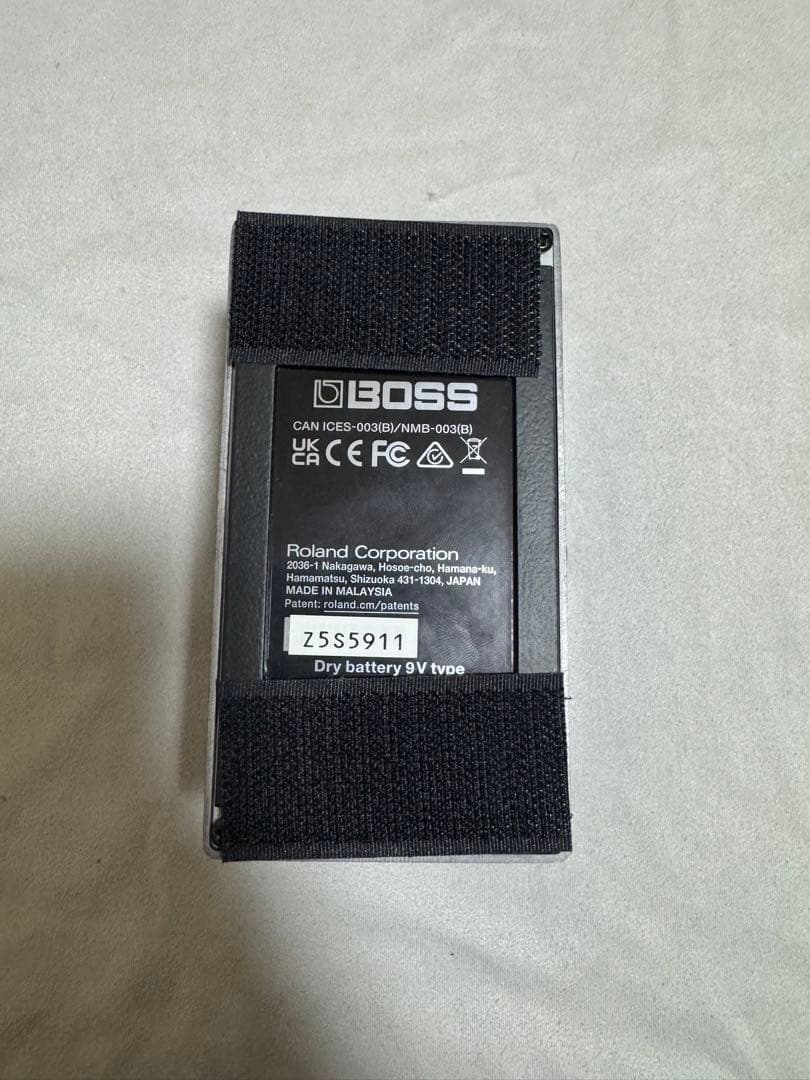 BOSS
CAN ICES-003(B)/NMB-003(B)
UK CA CE FC
Roland Corporation
2036-1 Nakagawa, Hosoe-cho, Hamana-ku,
Hamamatsu, Shizuoka 431-1304, JAPAN
MADE IN MALAYSIA
Patent: roland.cm/patents
Z5S5911
Dry battery 9V type